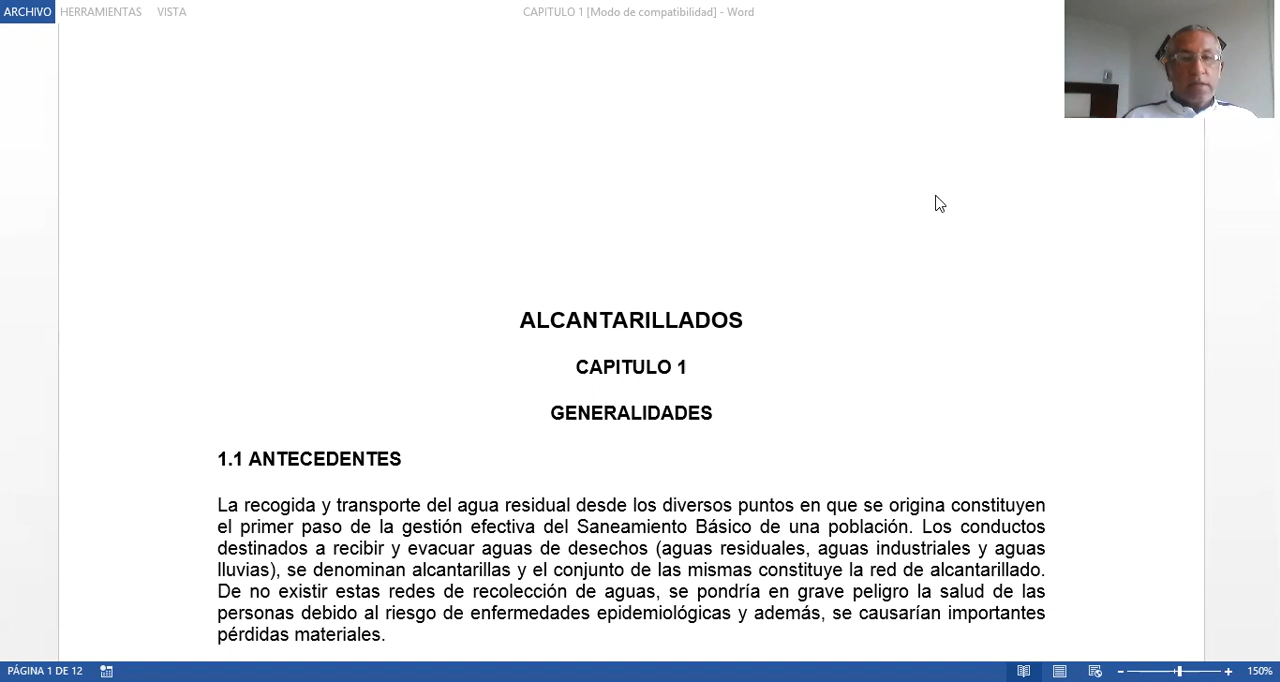 ARCHIVO HERRAMIENTAS VISTA CAPITULO 1 [Modo de compatibilidad] - Word
ALCANTARILLADOS
CAPITULO 1
GENERALIDADES
1.1 ANTECEDENTES
La recogida y transporte del agua residual desde los diversos puntos en que se origina constituyen
el primer paso de la gestión efectiva del Saneamiento Básico de una población. Los conductos
destinados a recibir y evacuar aguas de desechos (aguas residuales, aguas industriales y aguas
lluvias), se denominan alcantarillas y el conjunto de las mismas constituye la red de alcantarillado.
De no existir estas redes de recolección de aguas, se pondría en grave peligro la salud de las
personas debido al riesgo de enfermedades epidemiológicas y además, se causarían importantes
pérdidas materiales.
PÁGINA 1 DE 12 150%